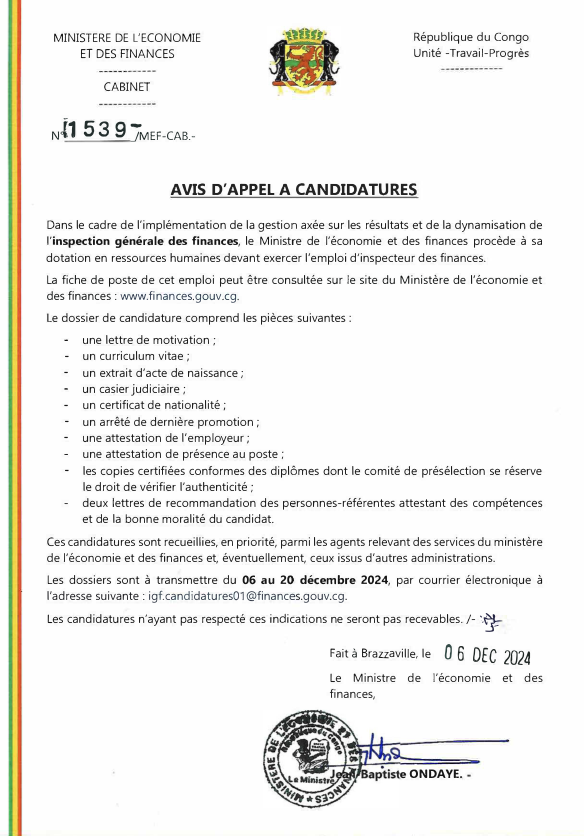 MINISTERE DE L'ECONOMIE
ET DES FINANCES
------------
CABINET
------------
N° 1539-/MEF-CAB.-
République du Congo
Unité -Travail-Progrès
-------------
AVIS D'APPEL A CANDIDATURES
Dans le cadre de l'implémentation de la gestion axée sur les résultats et de la dynamisation de
l'inspection générale des finances, le Ministre de l'économie et des finances procède à sa
dotation en ressources humaines devant exercer l'emploi d'inspecteur des finances.
La fiche de poste de cet emploi peut être consultée sur le site du Ministère de l'économie et
des finances : www.finances.gouv.cg.
Le dossier de candidature comprend les pièces suivantes :
- une lettre de motivation ;
- un curriculum vitae ;
- un extrait d'acte de naissance ;
- un casier judiciaire ;
- un certificat de nationalité ;
- un arrêté de dernière promotion ;
- une attestation de l'employeur ;
- une attestation de présence au poste ;
- les copies certifiées conformes des diplômes dont le comité de présélection se réserve
le droit de vérifier l'authenticité ;
- deux lettres de recommandation des personnes-référentes attestant des compétences
et de la bonne moralité du candidat.
Ces candidatures sont recueillies, en priorité, parmi les agents relevant des services du ministère
de l'économie et des finances et, éventuellement, ceux issus d'autres administrations.
Les dossiers sont à transmettre du 06 au 20 décembre 2024, par courrier électronique à
l'adresse suivante : igf.candidatures01@finances.gouv.cg.
Les candidatures n'ayant pas respecté ces indications ne seront pas recevables. /-
Fait à Brazzaville, le 06 DEC 2024
Le Ministre de l'économie et des
finances,
MINISTERE DE L'ECONOMIE ET DES FINANCES
République du Congo
Le Ministre
Jean-Baptiste ONDAYE. -